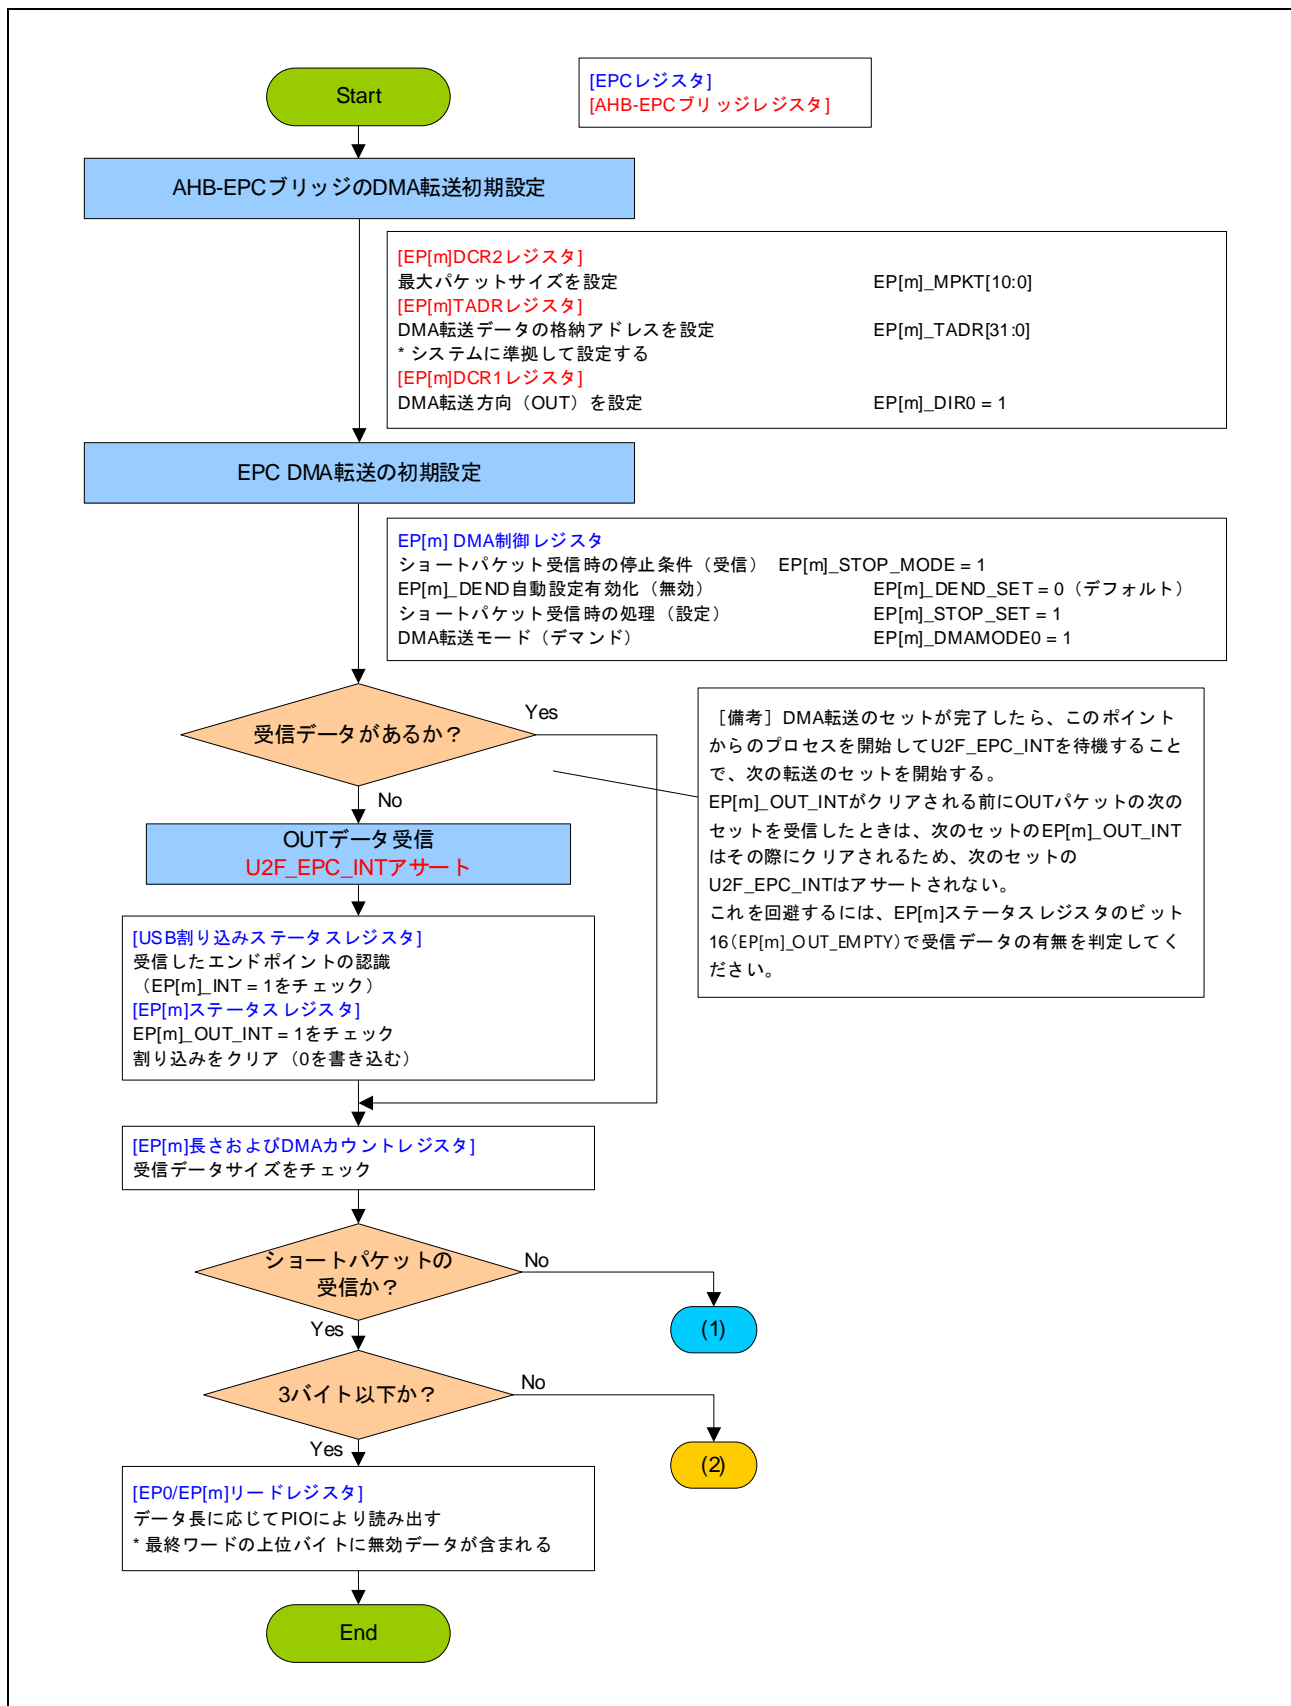 Start
[EPCレジスタ]
[AHB-EPCブリッジレジスタ]
AHB-EPCブリッジのDMA転送初期設定
[EP[m]DCR2レジスタ]
最大パケットサイズを設定 EP[m]_MPKT[10:0]
[EP[m]TADRレジスタ]
DMA転送データの格納アドレスを設定 EP[m]_TADR[31:0]
* システムに準拠して設定する
[EP[m]DCR1レジスタ]
DMA転送方向（OUT）を設定 EP[m]_DIR0 = 1
EPC DMA転送の初期設定
EP[m] DMA制御レジスタ
ショートパケット受信時の停止条件（受信） EP[m]_STOP_MODE = 1
EP[m]_DEND自動設定有効化（無効） EP[m]_DEND_SET = 0（デフォルト）
ショートパケット受信時の処理（設定） EP[m]_STOP_SET = 1
DMA転送モード（デマンド） EP[m]_DMAMODE0 = 1
受信データがあるか？
Yes
No
［備考］DMA転送のセットが完了したら、このポイント
からのプロセスを開始してU2F_EPC_INTを待機すること
で、次の転送のセットを開始する。
EP[m]_OUT_INTがクリアされる前にOUTパケットの次の
セットを受信したときは、次のセットのEP[m]_OUT_INT
はその際にクリアされるため、次のセットの
U2F_EPC_INTはアサートされない。
これを回避するには、EP[m]ステータスレジスタのビット
16(EP[m]_OUT_EMPTY)で受信データの有無を判定してく
ださい。
OUTデータ受信
U2F_EPC_INTアサート
[USB割り込みステータスレジスタ]
受信したエンドポイントの認識
（EP[m]_INT = 1をチェック）
[EP[m]ステータスレジスタ]
EP[m]_OUT_INT = 1をチェック
割り込みをクリア（0を書き込む）
[EP[m]長さおよびDMAカウントレジスタ]
受信データサイズをチェック
ショートパケットの
受信か？
No
(1)
Yes
3バイト以下か？
No
(2)
Yes
[EP0/EP[m]リードレジスタ]
データ長に応じてPIOにより読み出す
* 最終ワードの上位バイトに無効データが含まれる
End